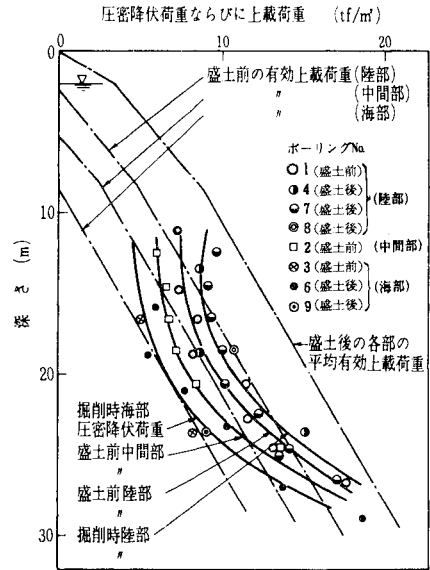 圧密降伏荷重ならびに上載荷重 (tf/㎡)
0 10 20
0
10
20
30
深さ (m)
盛土前の有効上載荷重(陸部)
〃 (中間部)
〃 (海部)
ボーリングNo.
1 (盛土前)
4 (盛土後)
7 (盛土後)
8 (盛土後)
(陸部)
2 (盛土前) (中間部)
3 (盛土前)
6 (盛土後)
9 (盛土後)
(海部)
盛土後の各部の
平均有効上載荷重
掘削時海部
圧密降伏荷重
盛土前中間部
〃
盛土前陸部
〃
掘削時陸部
〃